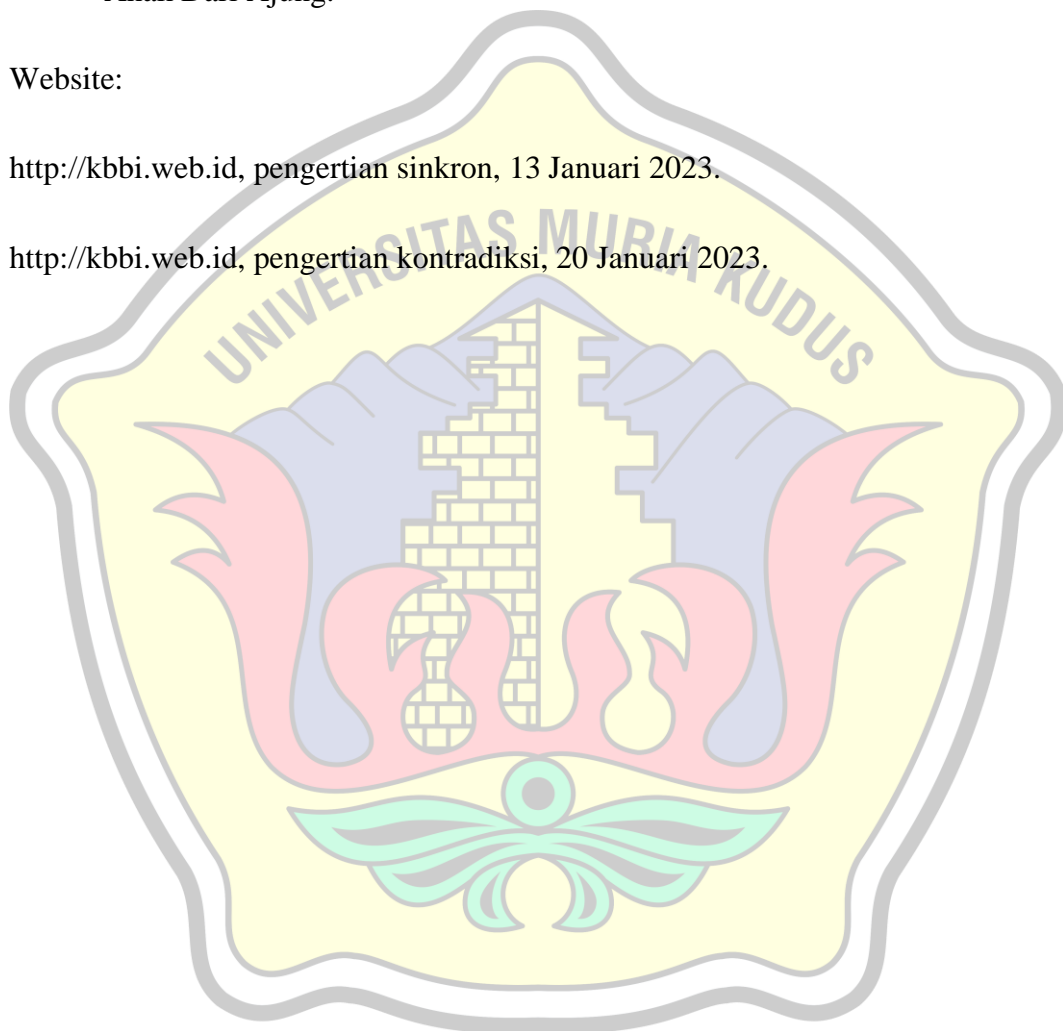 Website:
http://kbbi.web.id, pengertian sinkron, 13 Januari 2023.
http://kbbi.web.id, pengertian kontradiksi, 20 Januari 2023.
UNIVERSITAS MURIA KUDUS